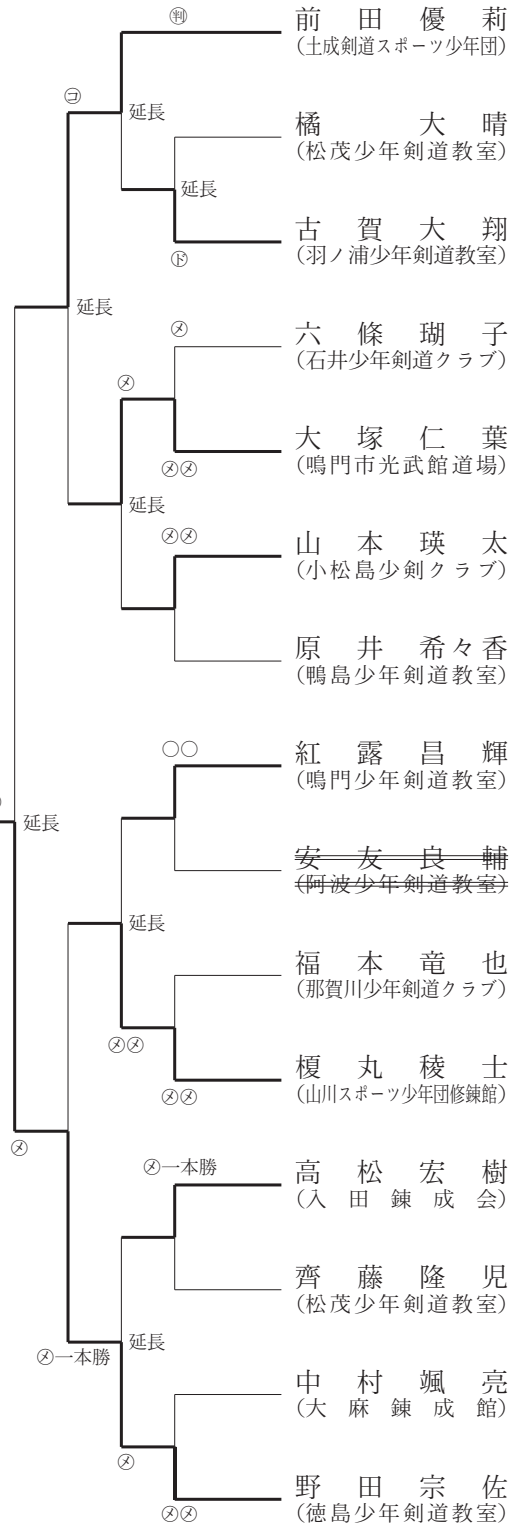 ㊗判
前田優莉
(土成剣道スポーツ少年団)
㋙
延長
橘大晴
(松茂少年剣道教室)
延長
古賀大翔
(羽ノ浦少年剣道教室)
㋣
延長
㋱
六條瑚子
(石井少年剣道クラブ)
㋱
大塚仁葉
(鳴門市光武館道場)
㋱㋱
延長
㋱㋱
山本瑛太
(小松島少剣クラブ)
原井希々香
(鴨島少年剣道教室)
○○
紅露昌輝
(鳴門少年剣道教室)
延長
安友良輔
(阿波少年剣道教室)
延長
福本竜也
(那賀川少年剣道クラブ)
㋱㋱
㋱㋱
榎丸稜士
(山川スポーツ少年団修錬館)
㋱
㋱一本勝
高松宏樹
(入田錬成会)
齊藤隆児
(松茂少年剣道教室)
延長
㋱一本勝
中村颯亮
(大麻錬成館)
㋱
野田宗佐
(徳島少年剣道教室)
㋱㋱